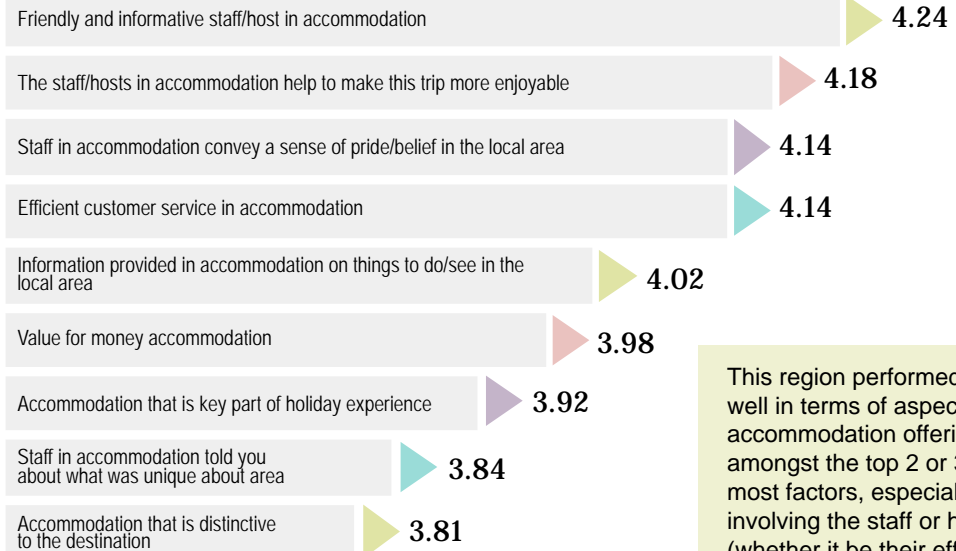 Friendly and informative staff/host in accommodation
4.24
The staff/hosts in accommodation help to make this trip more enjoyable
4.18
Staff in accommodation convey a sense of pride/belief in the local area
4.14
Efficient customer service in accommodation
4.14
Information provided in accommodation on things to do/see in the
local area
4.02
Value for money accommodation
3.98
Accommodation that is key part of holiday experience
3.92
Staff in accommodation told you
about what was unique about area
3.84
Accommodation that is distinctive
to the destination
3.81
This region performed
well in terms of
accommodation
amongst the top 2 or
most factors,
involving the staff or
(whether it be their